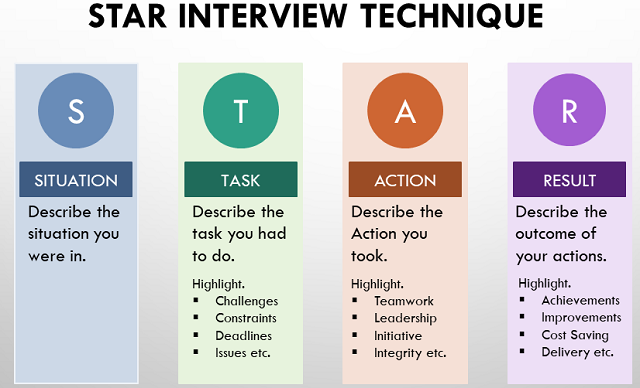 STAR INTERVIEW TECHNIQUE
S
SITUATION
Describe the
situation you
were in.
T
TASK
Describe the
task you had
to do.
Highlight.
▪ Challenges
▪ Constraints
▪ Deadlines
▪ Issues etc.
A
ACTION
Describe the
Action you
took.
Highlight.
▪ Teamwork
▪ Leadership
▪ Initiative
▪ Integrity etc.
R
RESULT
Describe the
outcome of
your actions.
Highlight.
▪ Achievements
▪ Improvements
▪ Cost Saving
▪ Delivery etc.